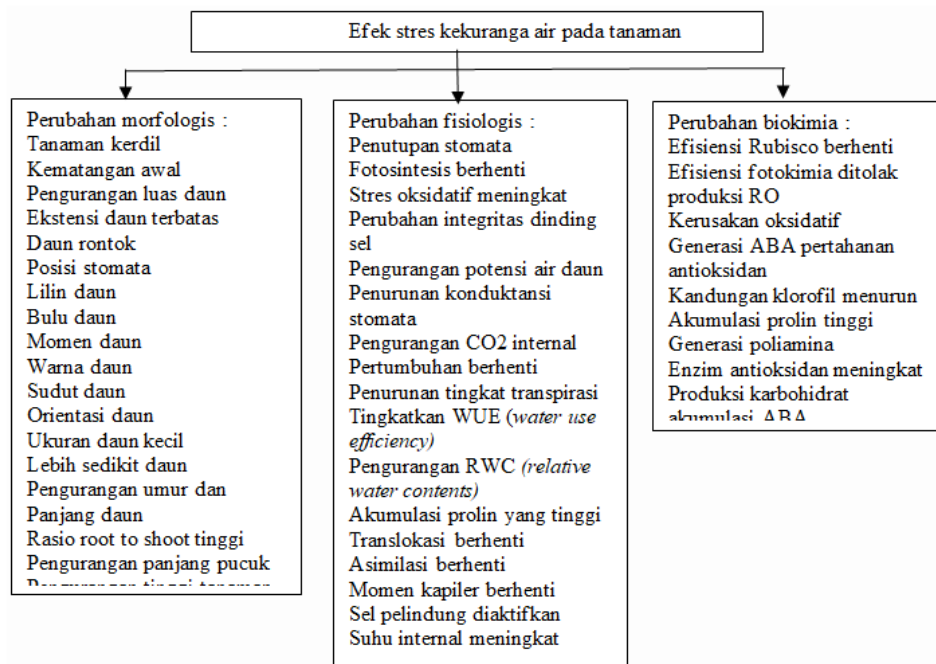 Efek stres kekuranga air pada tanaman
Perubahan morfologis :
Tanaman kerdil
Kematangan awal
Pengurangan luas daun
Ekstensi daun terbatas
Daun rontok
Posisi stomata
Lilin daun
Bulu daun
Momen daun
Warna daun
Sudut daun
Orientasi daun
Ukuran daun kecil
Lebih sedikit daun
Pengurangan umur dan
Panjang daun
Rasio root to shoot tinggi
Pengurangan panjang pucuk
Pengurangan tinggi tanaman
Perubahan fisiologis :
Penutupan stomata
Fotosintesis berhenti
Stres oksidatif meningkat
Perubahan integritas dinding
sel
Pengurangan potensi air daun
Penurunan konduktansi
stomata
Pengurangan CO2 internal
Pertumbuhan berhenti
Penurunan tingkat transpirasi
Tingkatkan WUE (water use
efficiency)
Pengurangan RWC (relative
water contents)
Akumulasi prolin yang tinggi
Translokasi berhenti
Asimilasi berhenti
Momen kapiler berhenti
Sel pelindung diaktifkan
Suhu internal meningkat
Perubahan biokimia :
Efisiensi Rubisco berhenti
Efisiensi fotokimia ditolak
produksi RO
Kerusakan oksidatif
Generasi ABA pertahanan
antioksidan
Kandungan klorofil menurun
Akumulasi prolin tinggi
Generasi poliamina
Enzim antioksidan meningkat
Produksi karbohidrat
akumulasi ABA